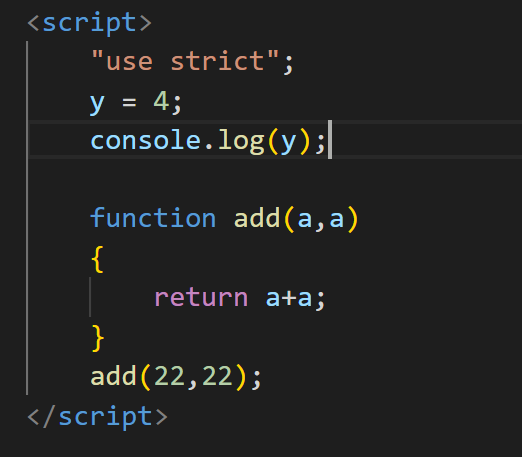 <script>
"use strict";
y = 4;
console.log(y);
function add(a,a)
{
return a+a;
}
add(22,22);
</script>